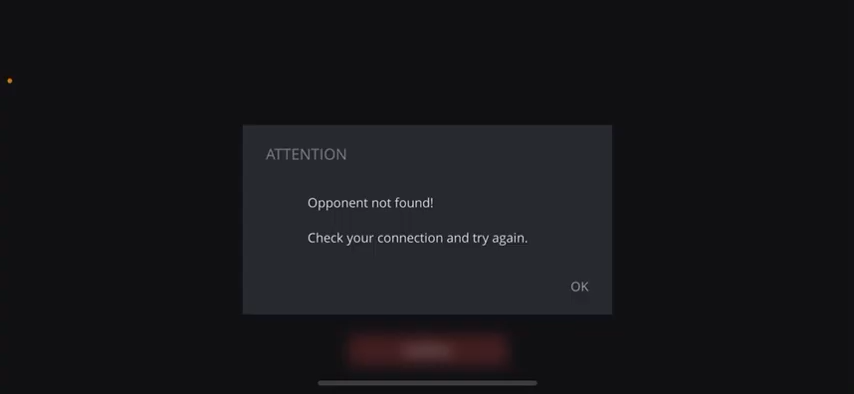 ATTENTION
Opponent not found!
Check your connection and try again.
OK